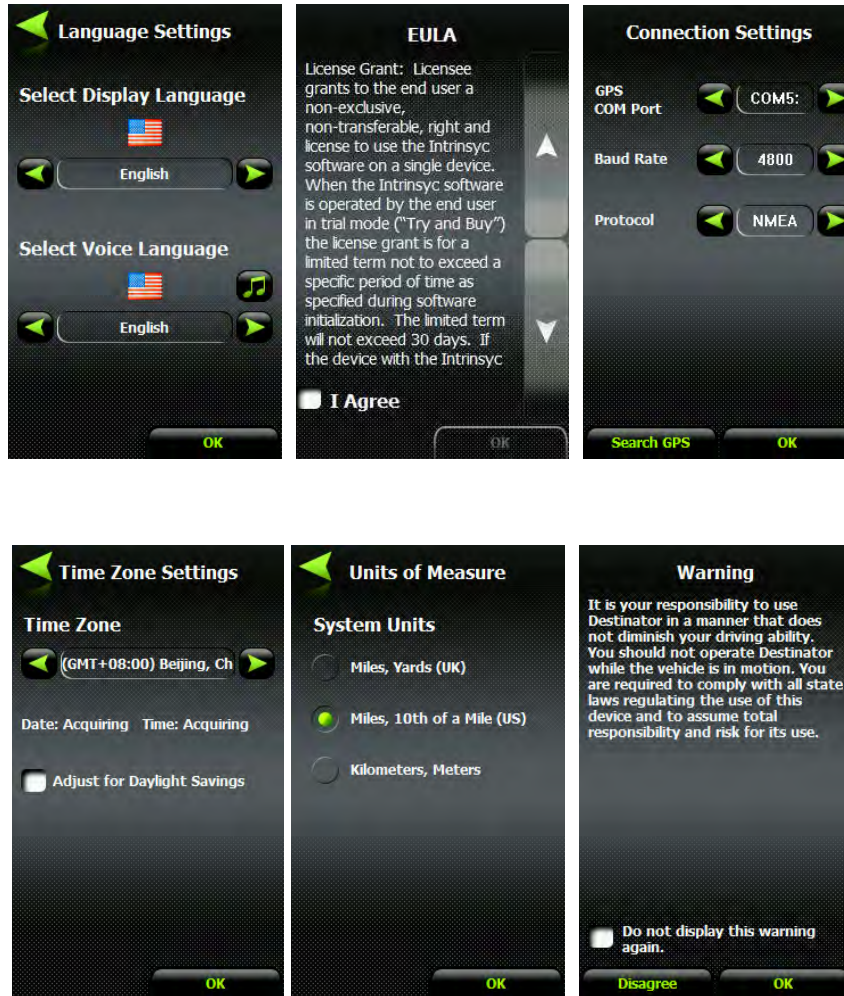 Language Settings
Select Display Language
English
Select Voice Language
English
OK
EULA
License Grant: Licensee
grants to the end user a
non-exclusive,
non-transferable, right and
license to use the Intrinsyc
software on a single device.
When the Intrinsyc software
is operated by the end user
in trial mode (“Try and Buy”)
the license grant is for a
limited term not to exceed a
specific period of time as
specified during software
initialization. The limited term
will not exceed 30 days. If
the device with the Intrinsyc
I Agree
OK
Connection Settings
GPS
COM Port
COM5:
Baud Rate
4800
Protocol
NMEA
Search GPS
OK
Time Zone Settings
Time Zone
(GMT+08:00) Beijing, Ch
Date: Acquiring Time: Acquiring
Adjust for Daylight Savings
OK
Units of Measure
System Units
Miles, Yards (UK)
Miles, 10th of a Mile (US)
Kilometers, Meters
OK
Warning
It is your responsibility to use
Destinator in a manner that does
not diminish your driving ability.
You should not operate Destinator
while the vehicle is in motion. You
are required to comply with all state
laws regulating the use of this
device and to assume total
responsibility and risk for its use.
Do not display this warning
again.
Disagree
OK